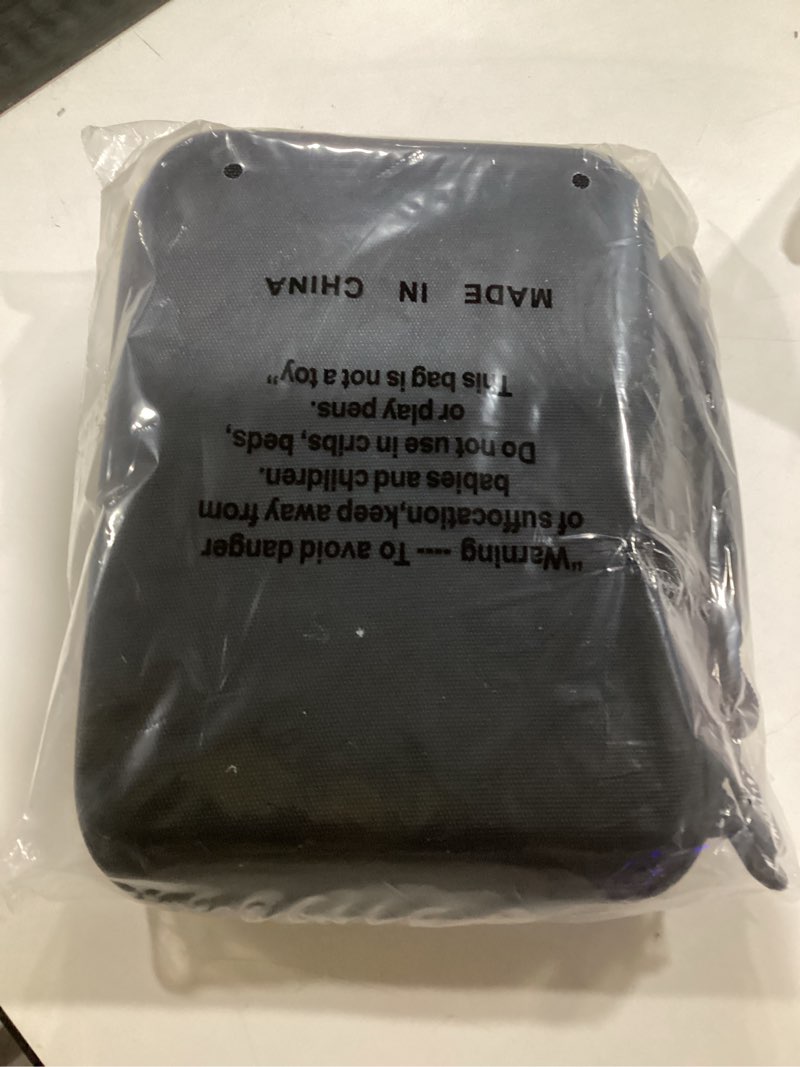 "Warning ---- To avoid danger
of suffocation,keep away from
babies and children.
Do not use in cribs, beds,
or play pens.
This bag is not a toy"
MADE IN CHINA